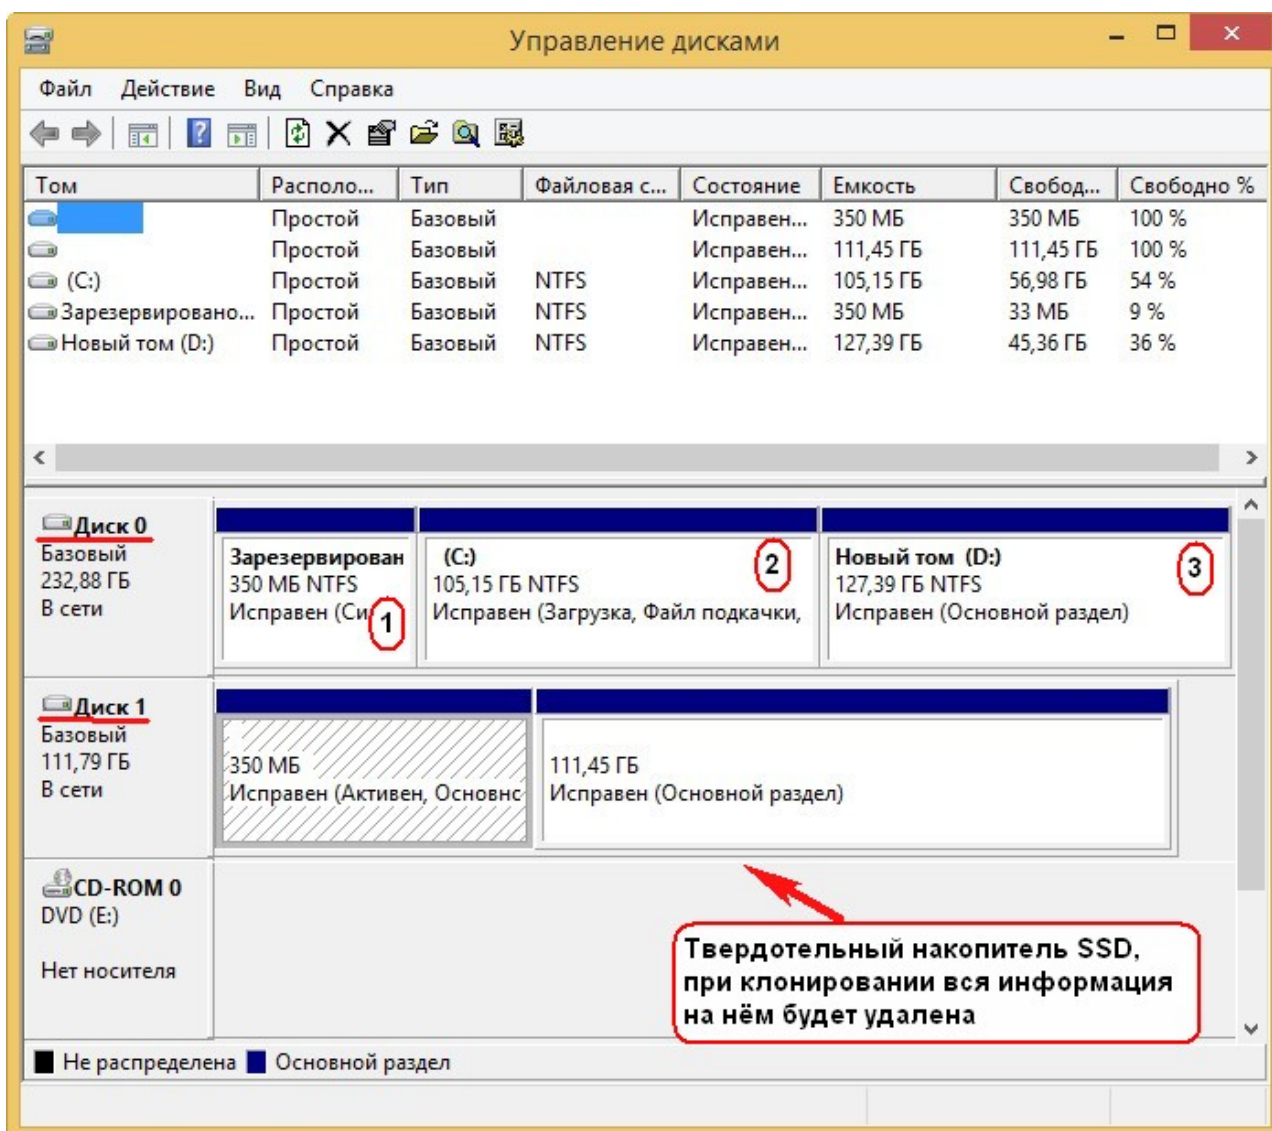 Управление дисками
Файл Действие Вид Справка
Том Располо... Тип Файловая с... Состояние Емкость Свобод... Свободно %
Простой Базовый Исправен... 350 МБ 350 МБ 100 %
Простой Базовый Исправен... 111,45 ГБ 111,45 ГБ 100 %
(C:) Простой Базовый NTFS Исправен... 105,15 ГБ 56,98 ГБ 54 %
Зарезервировано... Простой Базовый NTFS Исправен... 350 МБ 33 МБ 9 %
Новый том (D:) Простой Базовый NTFS Исправен... 127,39 ГБ 45,36 ГБ 36 %
Диск 0
Базовый
232,88 ГБ
В сети
Зарезервирован
350 МБ NTFS
Исправен (Си
1
(C:)
105,15 ГБ NTFS
Исправен (Загрузка, Файл подкачки,
2
Новый том (D:)
127,39 ГБ NTFS
Исправен (Основной раздел)
3
Диск 1
Базовый
111,79 ГБ
В сети
350 МБ
Исправен (Активен, Основнс
111,45 ГБ
Исправен (Основной раздел)
CD-ROM 0
DVD (E:)
Нет носителя
Твердотельный накопитель SSD,
при клонировании вся информация
на нём будет удалена
Не распределена Основной раздел